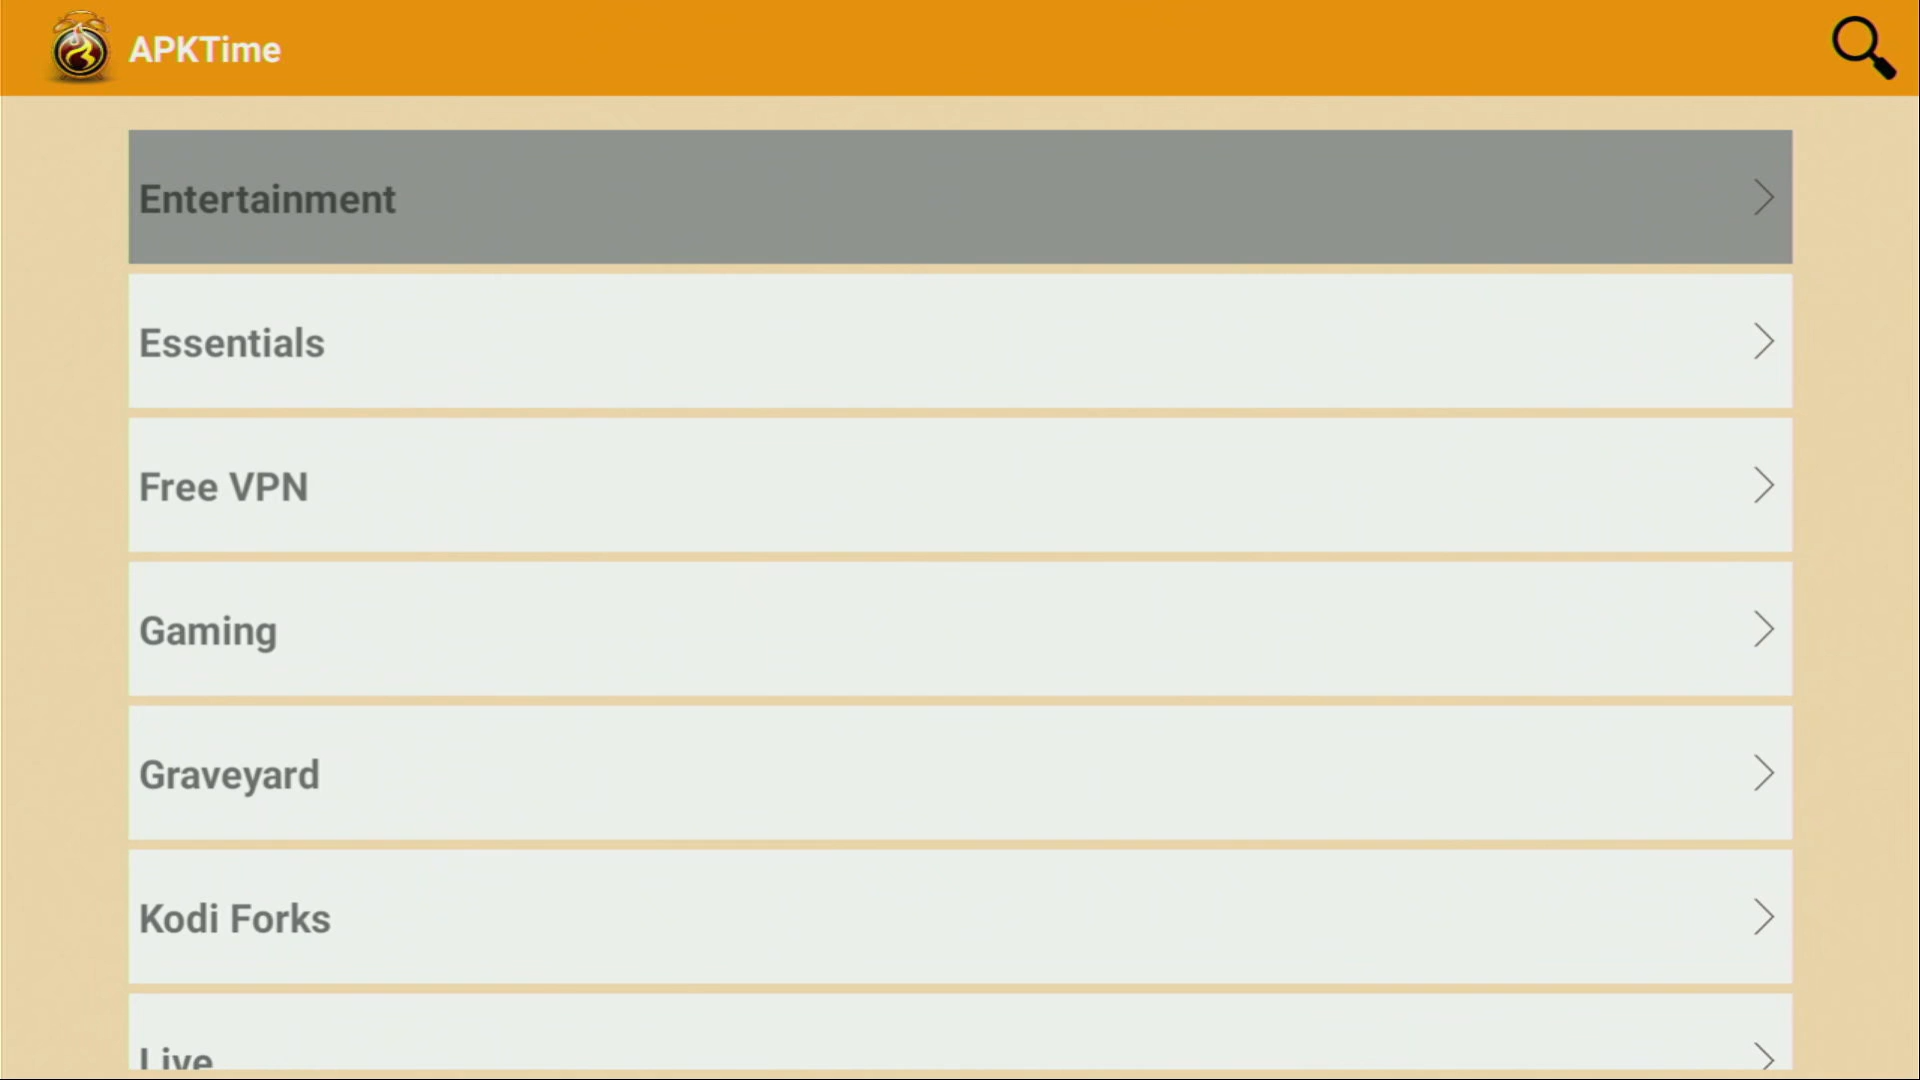 APKTime
Entertainment
Essentials
Free VPN
Gaming
Graveyard
Kodi Forks
Live